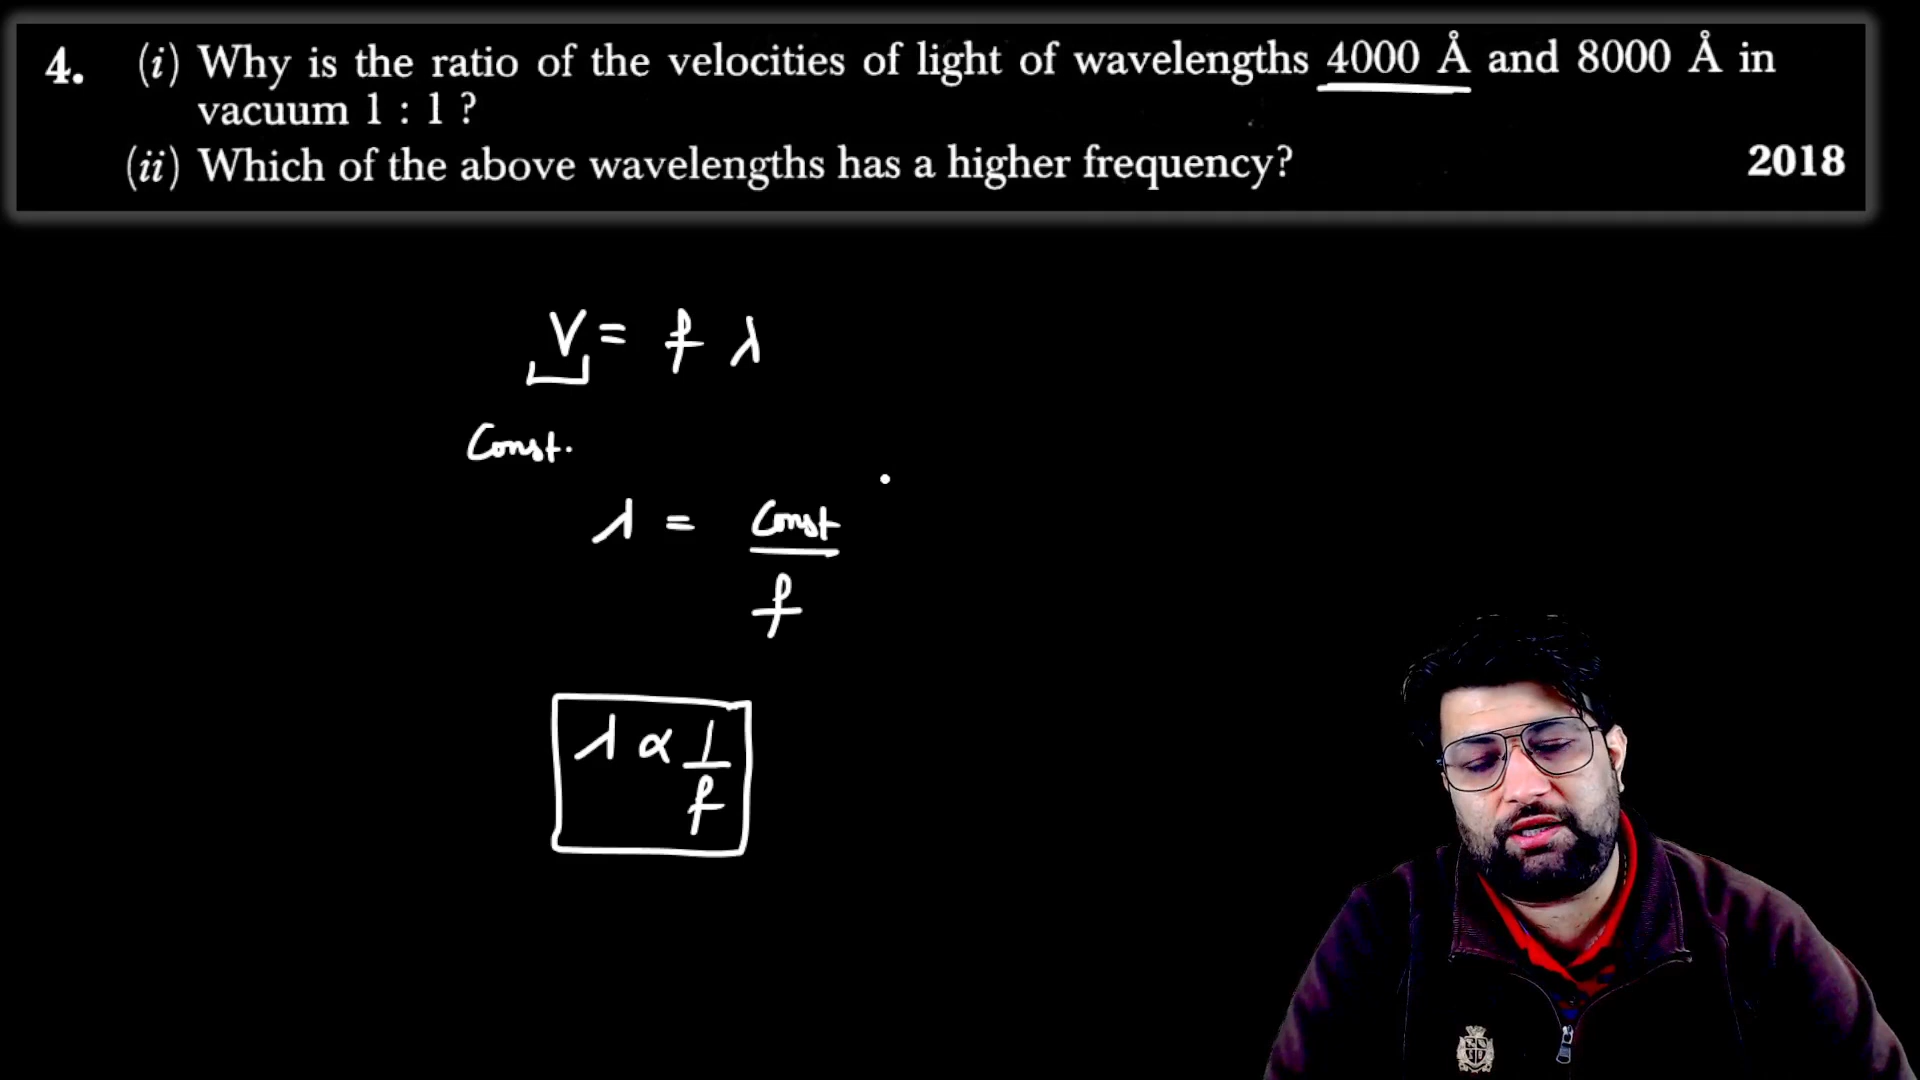 4. (i) Why is the ratio of the velocities of light of wavelengths 4000 Å and 8000 Å in
vacuum 1 : 1 ?
(ii) Which of the above wavelengths has a higher frequency? 2018
V = f λ
Const.
λ = Const
f
λ ∝ 1
f